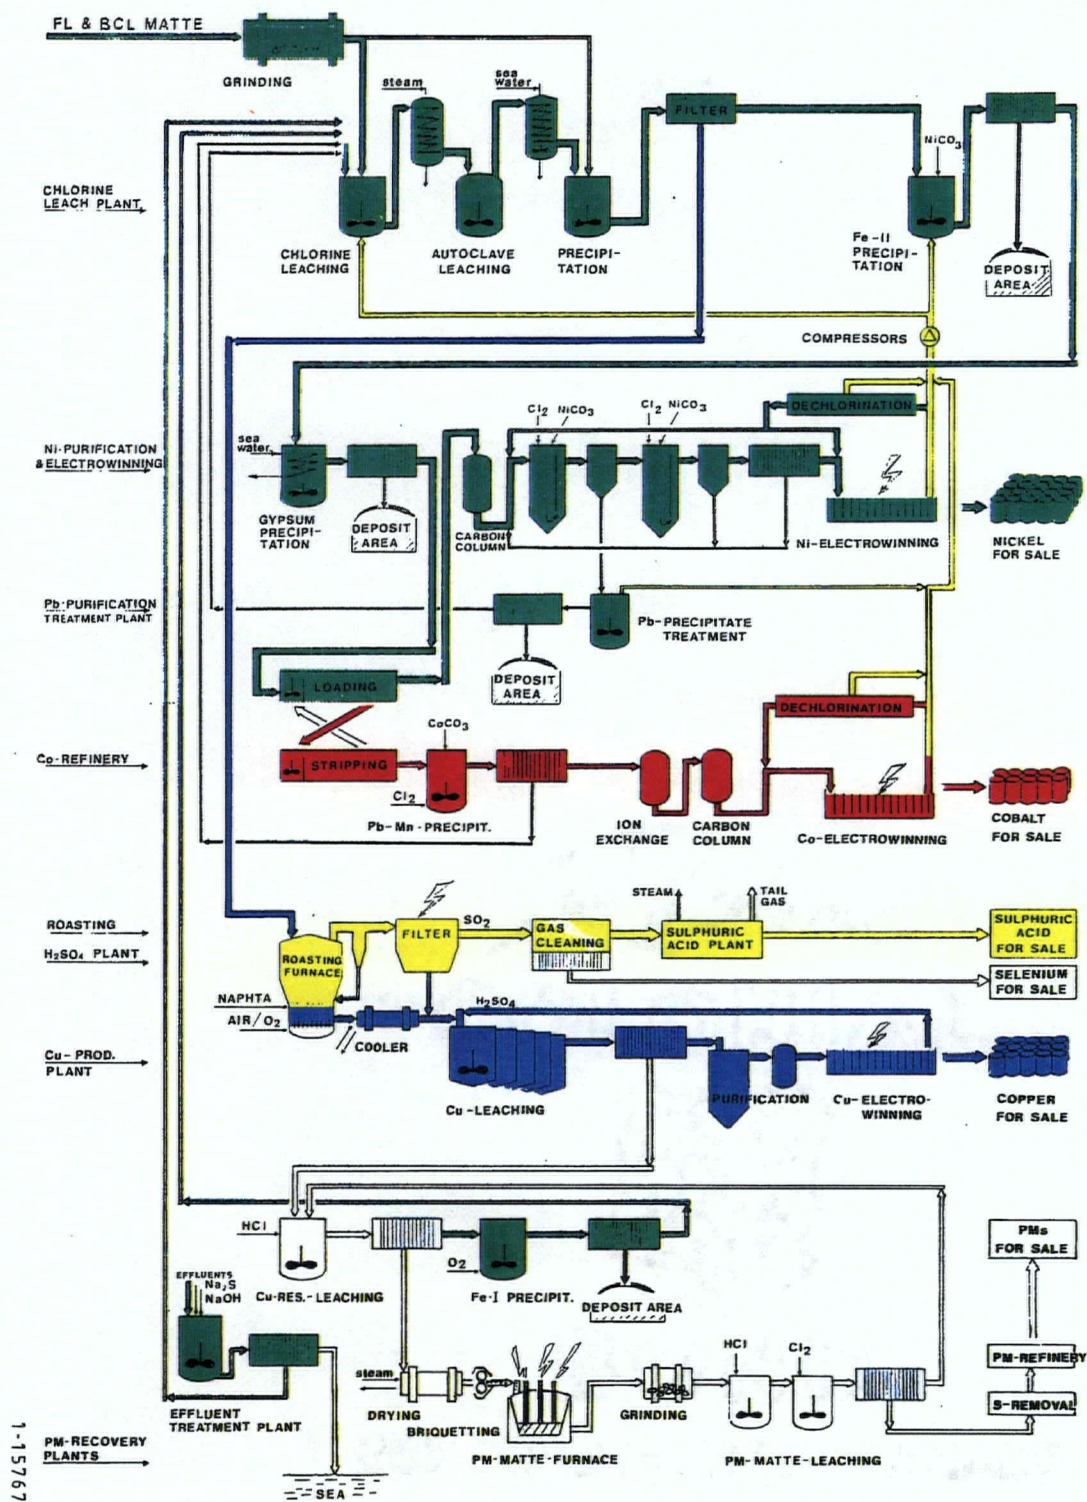 FL & BCL MATTE
GRINDING
steam
sea
water
FILTER
NiCO3
CHLORINE
LEACH PLANT
CHLORINE
LEACHING
AUTOCLAVE
LEACHING
PRECIPI-
TATION
Fe-II
PRECIPI-
TATION
DEPOSIT
AREA
COMPRESSORS
DECHLORINATION
Cl2
NiCO3
Cl2
NiCO3
Ni-PURIFICATION
& ELECTROWINNING
sea
water
GYPSUM
PRECIPI-
TATION
DEPOSIT
AREA
CARBON
COLUMN
Ni-ELECTROWINNING
NICKEL
FOR SALE
Pb-PURIFICATION
TREATMENT PLANT
Pb-PRECIPITATE
TREATMENT
DEPOSIT
AREA
LOADING
DECHLORINATION
CoCO3
Co-REFINERY
STRIPPING
Cl2
Pb-Mn-PRECIPIT.
ION
EXCHANGE
CARBON
COLUMN
Co-ELECTROWINNING
COBALT
FOR SALE
STEAM
TAIL
GAS
ROASTING
H2SO4 PLANT
ROASTING
FURNACE
FILTER
SO2
GAS
CLEANING
SULPHURIC
ACID PLANT
SULPHURIC
ACID
FOR SALE
SELENIUM
FOR SALE
NAPHTA
AIR/O2
H2SO4
COOLER
Cu-PROD.
PLANT
Cu-LEACHING
PURIFICATION
Cu-ELECTRO-
WINNING
COPPER
FOR SALE
HCl
O2
Cu-RES.-LEACHING
Fe-I PRECIPIT.
DEPOSIT AREA
PMs
FOR SALE
EFFLUENTS
Na2S
NaOH
EFFLUENT
TREATMENT PLANT
steam
DRYING
BRIQUETTING
PM-MATTE-FURNACE
GRINDING
HCl
Cl2
PM-MATTE-LEACHING
PM-REFINERY
S-REMOVAL
PM-RECOVERY
PLANTS
SEA
1-15767